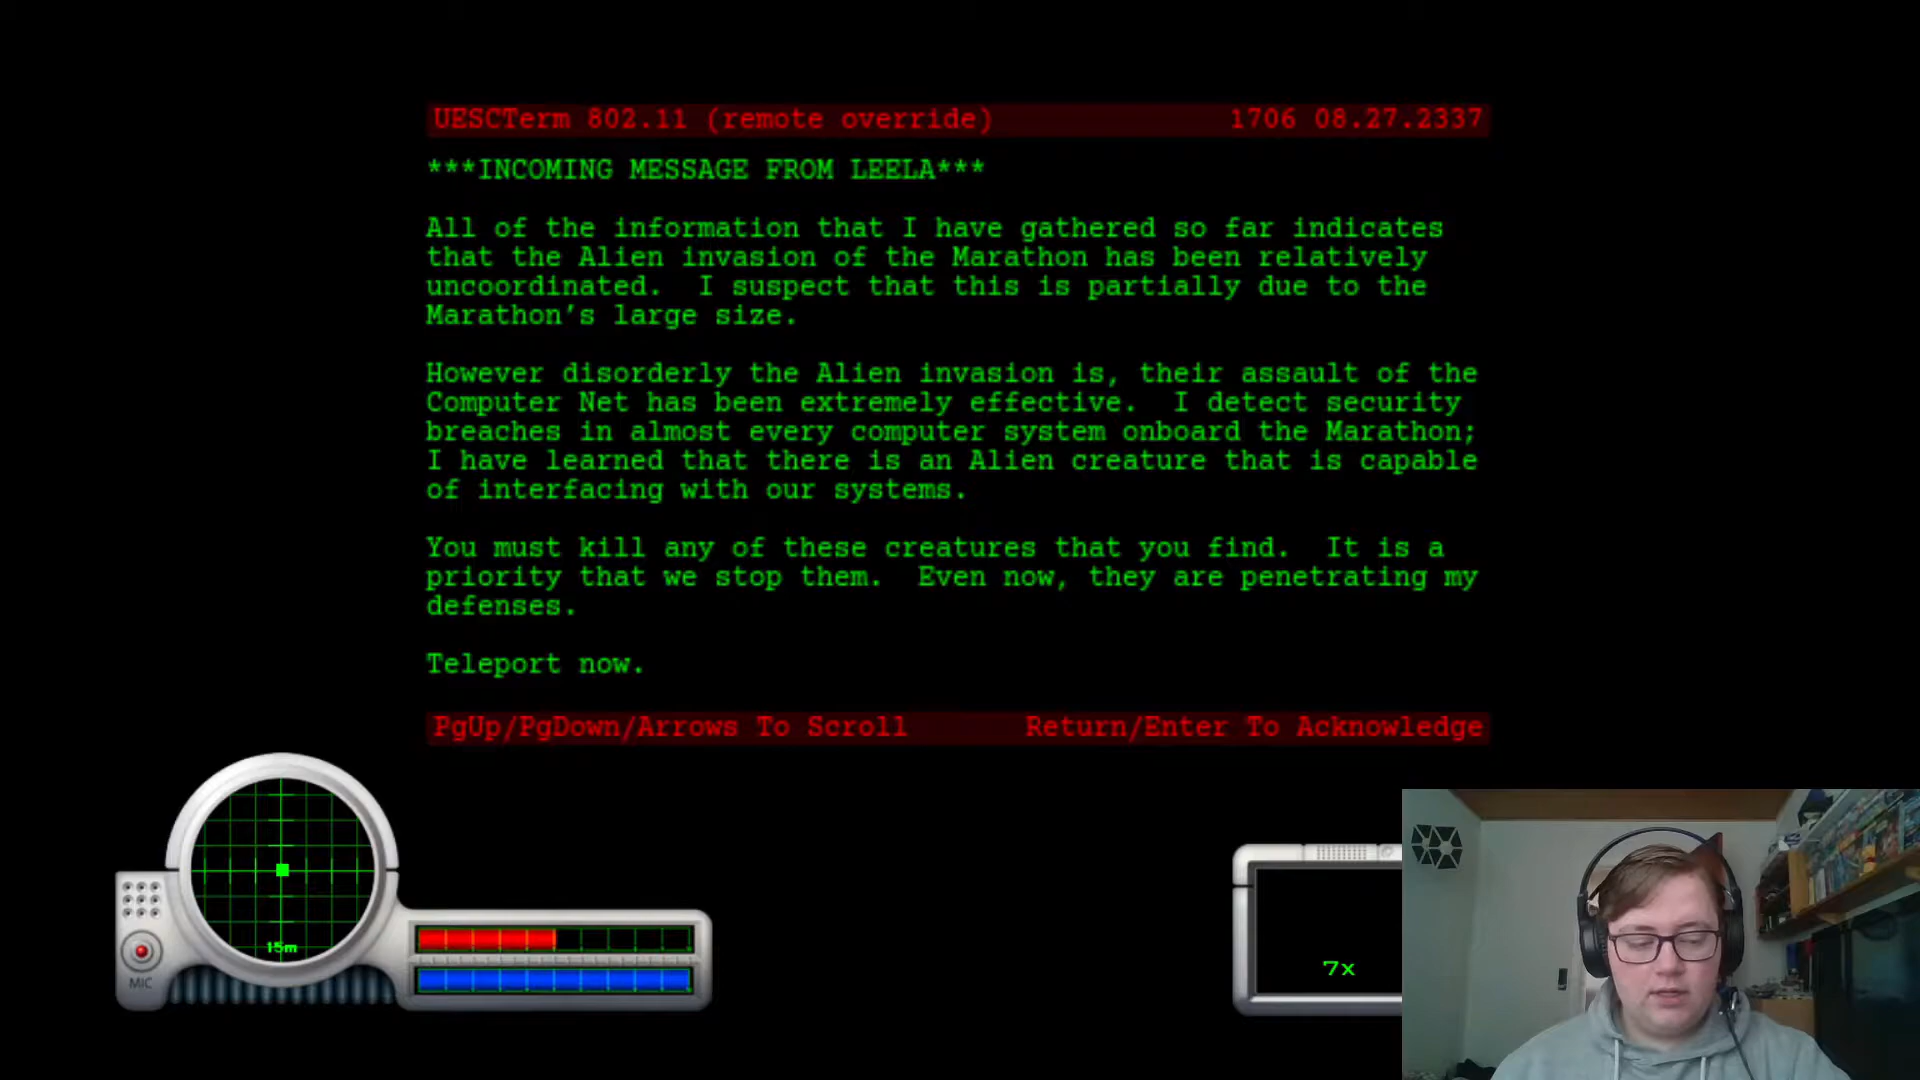 UESCTerm 802.11 (remote override) 1706 08.27.2337
***INCOMING MESSAGE FROM LEELA***
All of the information that I have gathered so far indicates
that the Alien invasion of the Marathon has been relatively
uncoordinated.  I suspect that this is partially due to the
Marathon's large size.
However disorderly the Alien invasion is, their assault of the
Computer Net has been extremely effective.  I detect security
breaches in almost every computer system onboard the Marathon;
I have learned that there is an Alien creature that is capable
of interfacing with our systems.
You must kill any of these creatures that you find.  It is a
priority that we stop them.  Even now, they are penetrating my
defenses.
Teleport now.
PgUp/PgDown/Arrows To Scroll Return/Enter To Acknowledge
15m
MIC
7x